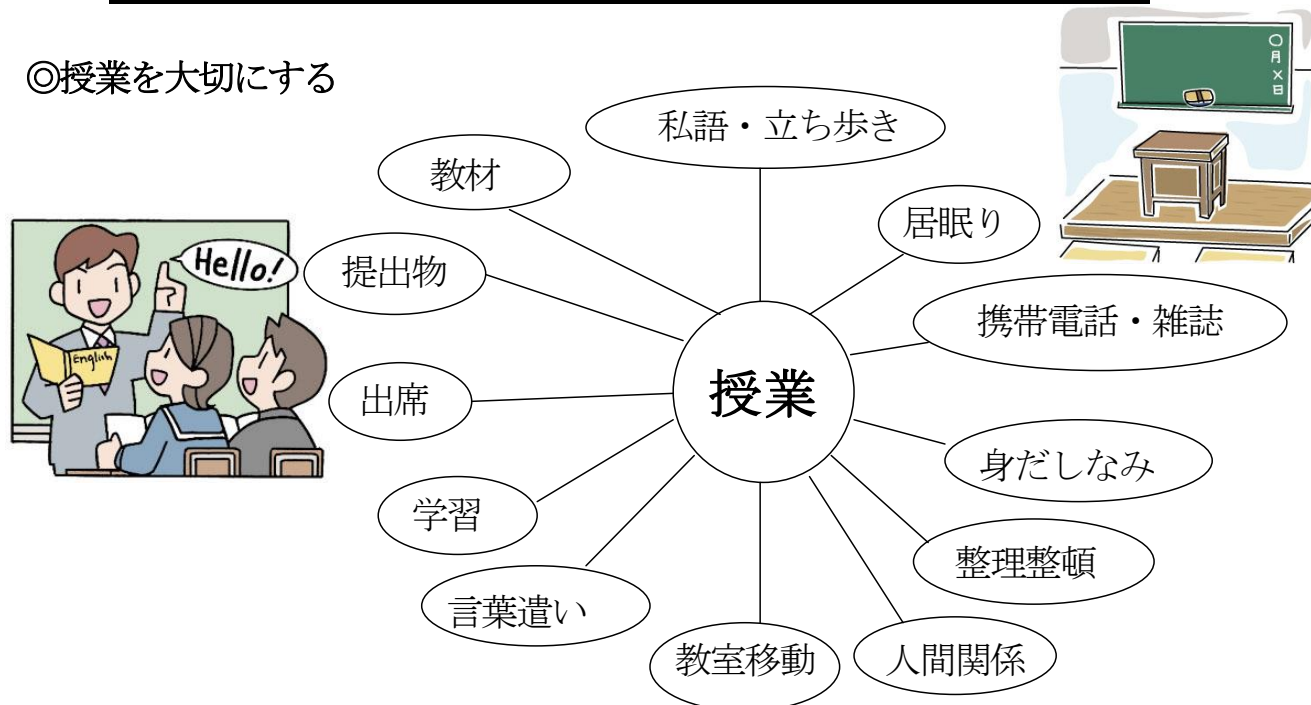 ◎授業を大切にする
私語・立ち歩き
教材
居眠り
提出物
携帯電話・雑誌
授業
出席
身だしなみ
学習
整理整頓
言葉遣い
教室移動
人間関係
Hello!
English
〇月×日